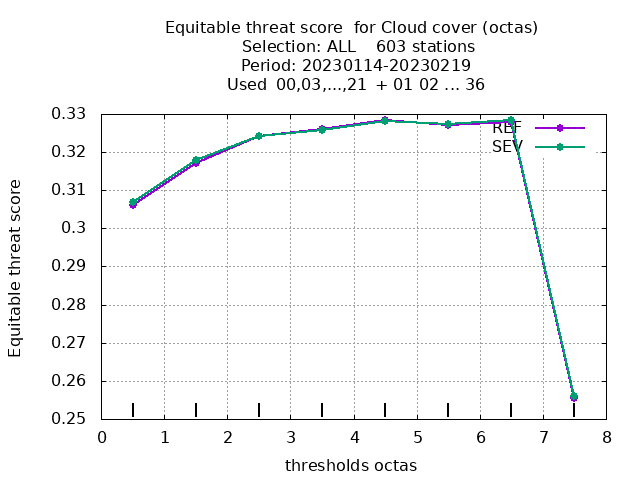 Equitable threat score  for Cloud cover (octas)
Selection: ALL    603 stations
Period: 20230114-20230219
Used  00,03,...,21  + 01 02 ... 36
REF
SEV
0.33
0.32
0.31
0.3
0.29
0.28
0.27
0.26
0.25
Equitable threat score
0 1 2 3 4 5 6 7 8
thresholds octas